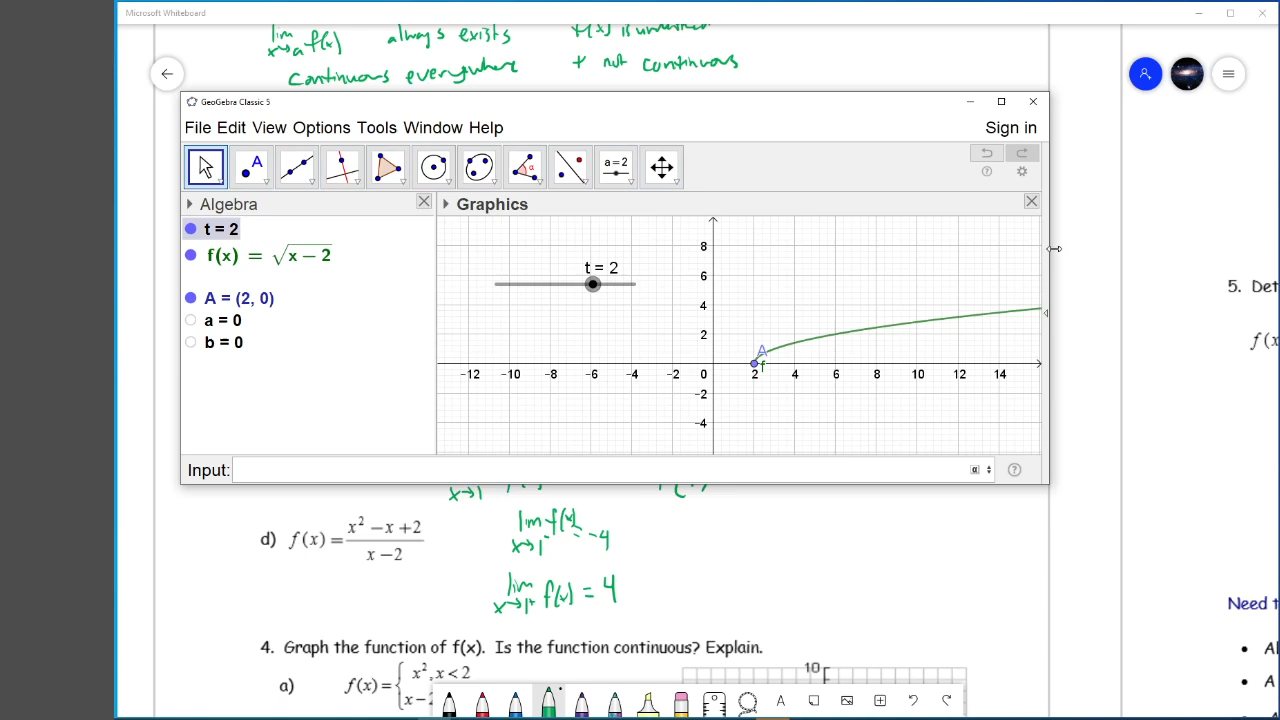 Microsoft Whiteboard
lim x→a f(x) always exists f(x) is
Continuous everywhere + not continuous
GeoGebra Classic 5
File Edit View Options Tools Window Help
Sign in
A
α
a = 2
Algebra
Graphics
t = 2
f(x) = √x − 2
A = (2, 0)
a = 0
b = 0
t = 2
8
6
4
2
−2
−4
−12 −10 −8 −6 −4 −2 0 2 4 6 8 10 12 14
A
f
Input:
α
5. Det
f(x
x→1
d) f(x) = x² − x + 2 / x − 2
lim x→1⁻ f(x) = -4
lim x→1⁺ f(x) = 4
Need t
4. Graph the function of f(x). Is the function continuous? Explain.
a) f(x) = { x², x < 2
x −
10
• Al
• A
A